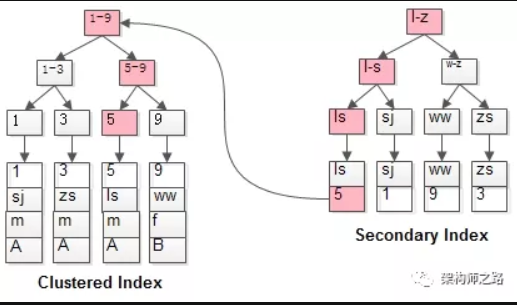 1-9
1-3
5-9
1
3
5
9
1
3
5
9
sj
zs
ls
ww
m
m
m
f
A
A
A
B
Clustered Index
l-z
l-s
w-z
ls
sj
ww
zs
ls
sj
ww
zs
5
1
9
3
Secondary Index
架构师之路